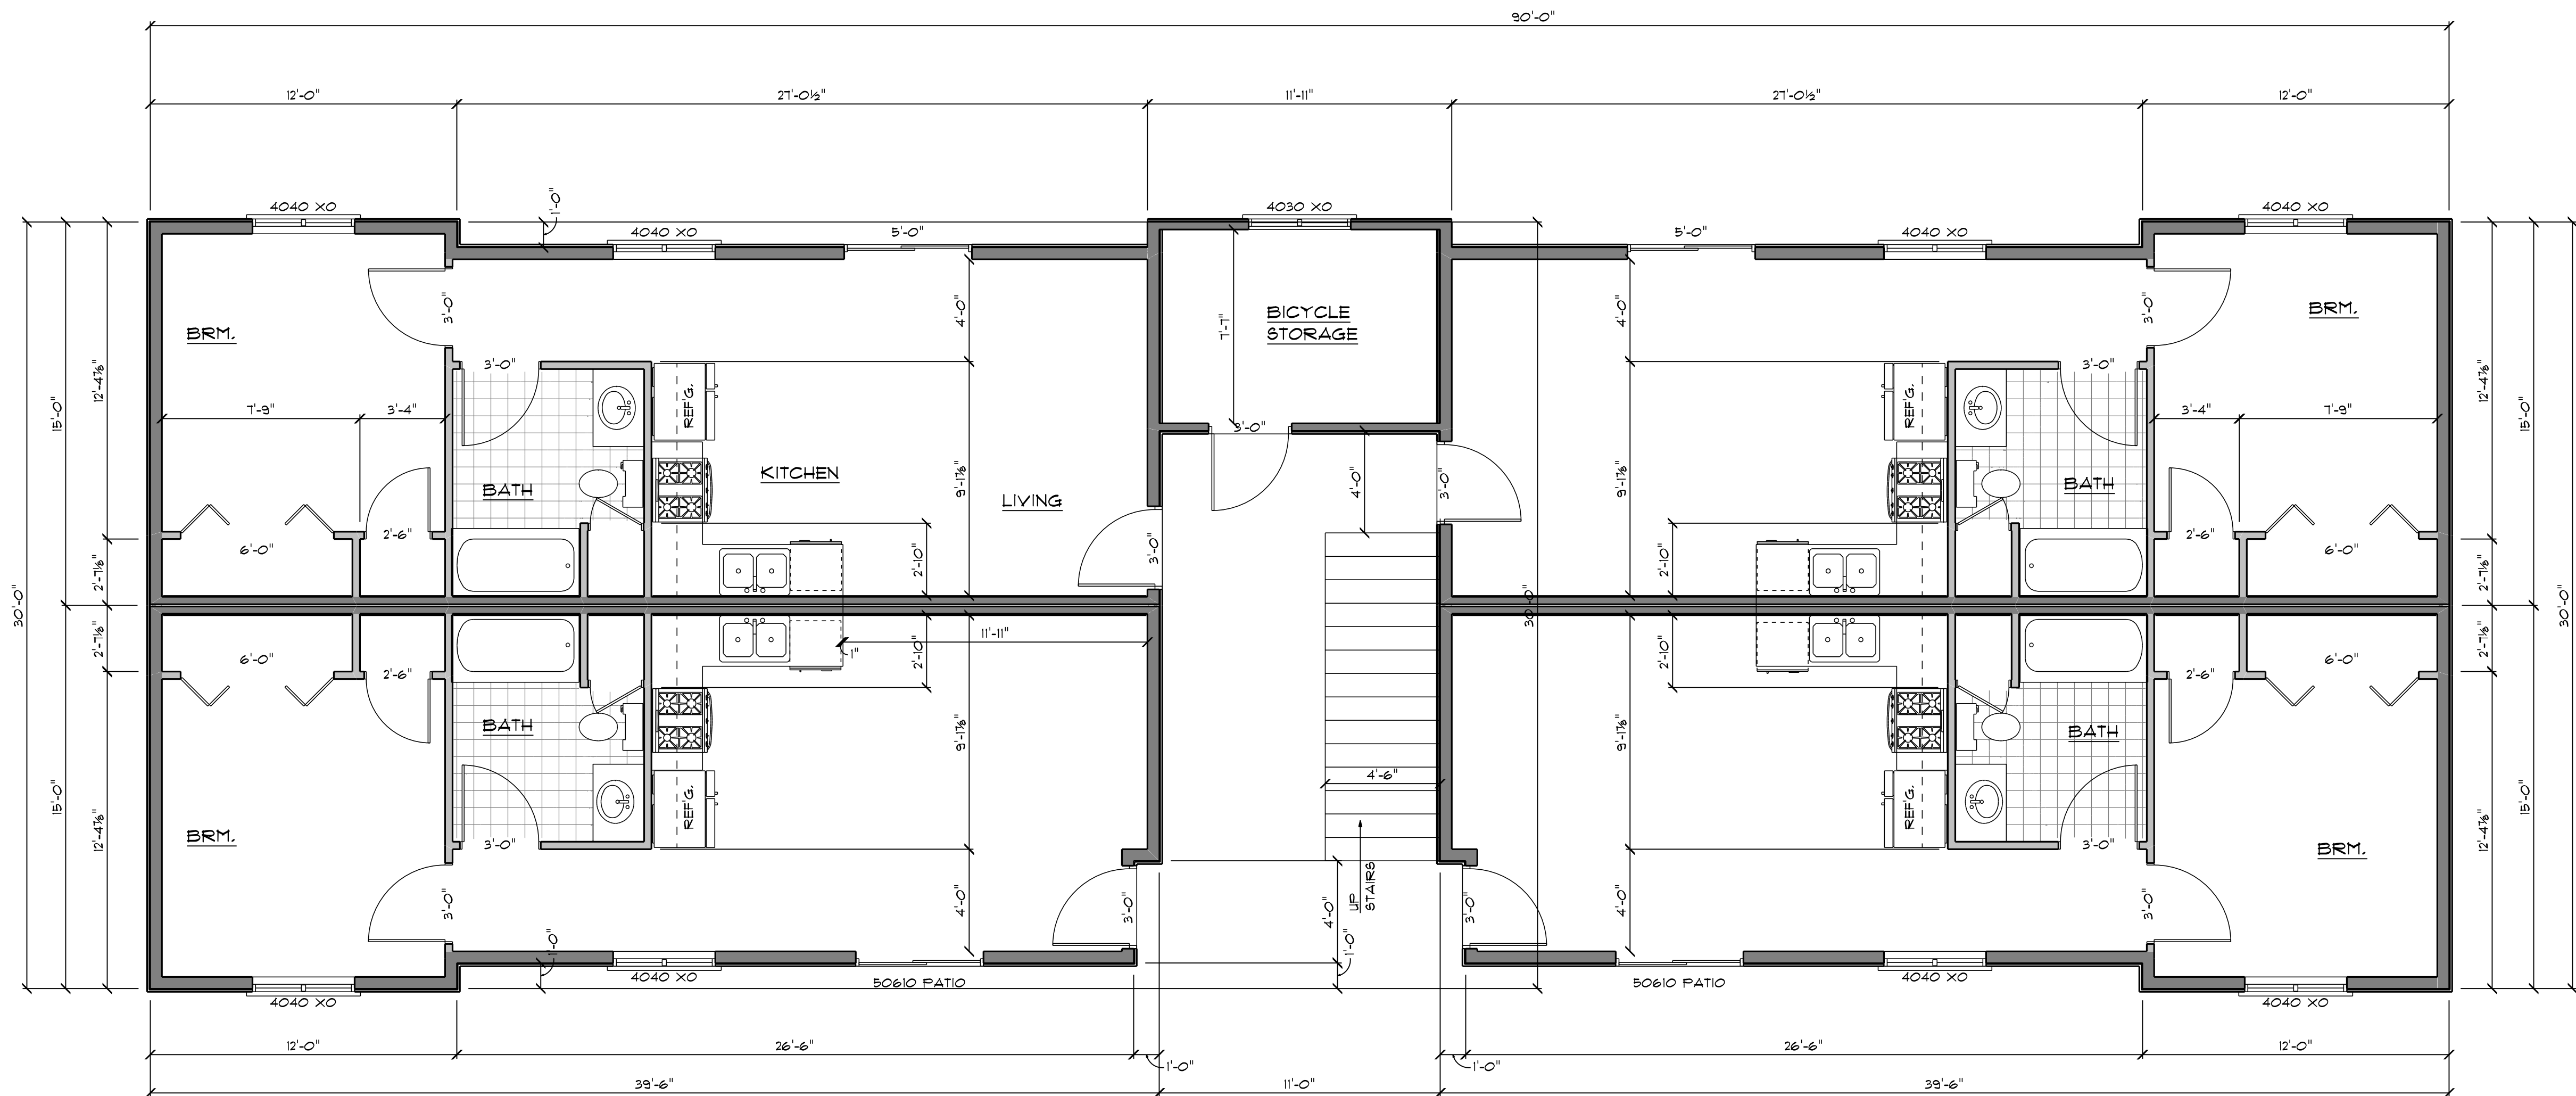 90'-0"
12'-0" 27'-0½" 11'-11" 27'-0½" 12'-0"
1'-0"
4040 XO 4030 XO 4040 XO
4040 XO 5'-0" 5'-0" 4040 XO
3'-0" 4'-0" 4'-0" 3'-0"
BRM. BICYCLE BRM.
7'-7" STORAGE
3'-0" 3'-0"
12'-4⅞" 12'-4⅞"
15'-0" 15'-0"
7'-9" 3'-4" REF'G. REF'G. 3'-4" 7'-9"
3'-0"
KITCHEN
9'-1⅞" 4'-0" 3'-0" 9'-1⅞"
BATH LIVING BATH
6'-0" 2'-6" 3'-0" 2'-6" 6'-0"
2'-7⅛" 2'-10" 2'-10" 2'-7⅛"
30'-0" 30'-0" 30'-0"
2'-7⅛" 11'-11" 2'-7⅛"
6'-0" 1" 2'-10" 2'-10" 6'-0"
2'-6" 2'-6"
BATH 9'-1⅞" 9'-1⅞" BATH
4'-6"
15'-0" REF'G. REF'G. 15'-0"
12'-4⅞" 12'-4⅞"
BRM. 3'-0" 3'-0" BRM.
UP
STAIRS
3'-0" 4'-0" 3'-0" 4'-0" 3'-0" 4'-0" 3'-0"
1'-0" 1'-0"
4040 XO 50610 PATIO 50610 PATIO 4040 XO
4040 XO 4040 XO
12'-0" 26'-6" 1'-0" 1'-0" 26'-6" 12'-0"
39'-6" 11'-0" 39'-6"